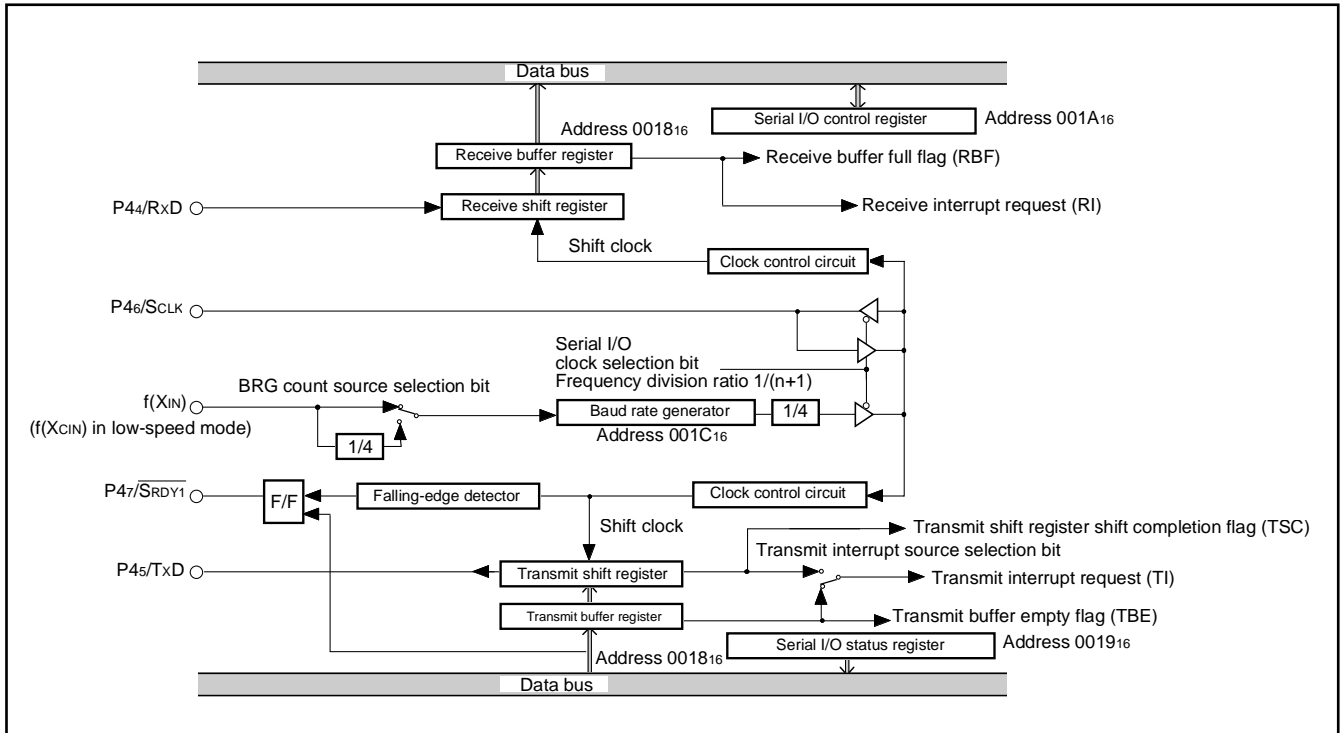 Data bus
Serial I/O control register
Address 001A16
Address 001816
Receive buffer register
Receive buffer full flag (RBF)
P44/RXD
Receive shift register
Receive interrupt request (RI)
Shift clock
Clock control circuit
P46/SCLK
Serial I/O
clock selection bit
BRG count source selection bit
Frequency division ratio 1/(n+1)
f(XIN)
Baud rate generator
1/4
(f(XCIN) in low-speed mode)
Address 001C16
1/4
P47/SRDY1
F/F
Falling-edge detector
Clock control circuit
Shift clock
Transmit shift register shift completion flag (TSC)
Transmit interrupt source selection bit
P45/TXD
Transmit shift register
Transmit interrupt request (TI)
Transmit buffer register
Transmit buffer empty flag (TBE)
Address 001816
Serial I/O status register
Address 001916
Data bus